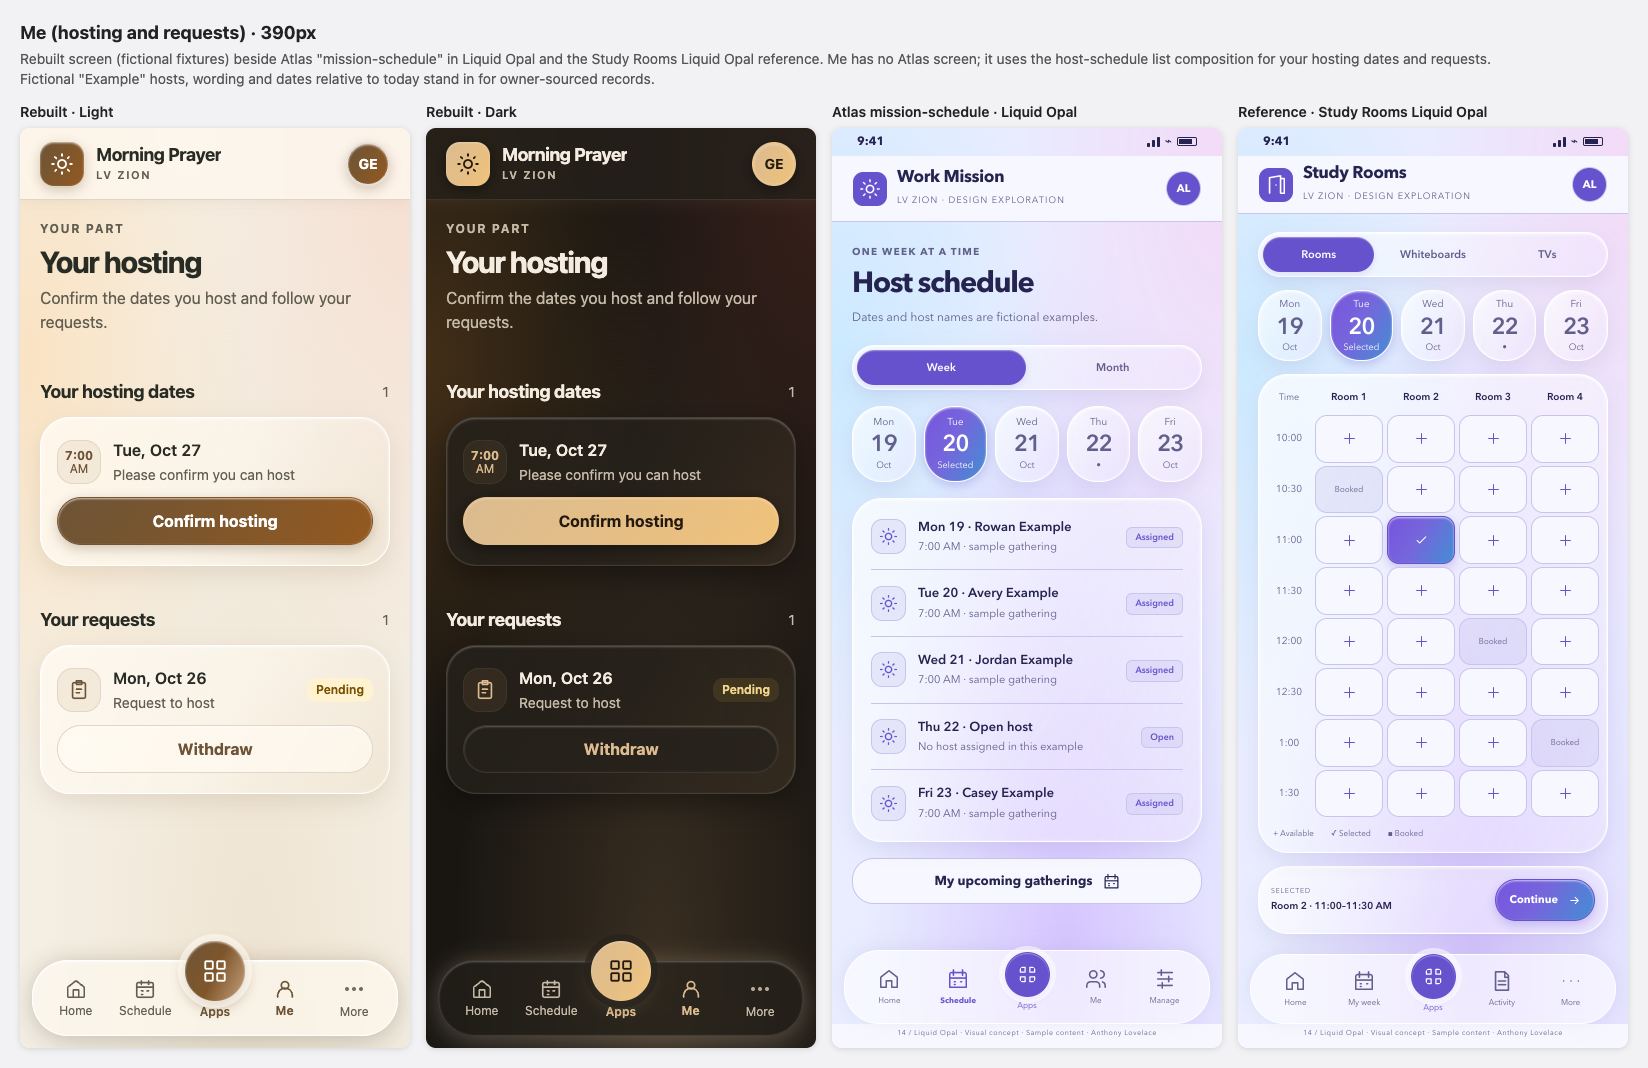 Me (hosting and requests) · 390px
Rebuilt screen (fictional fixtures) beside Atlas "mission-schedule" in Liquid Opal and the Study Rooms Liquid Opal reference. Me has no Atlas screen; it uses the host-schedule list composition for your hosting dates and requests.
Fictional "Example" hosts, wording and dates relative to today stand in for owner-sourced records.
Rebuilt · Light
Morning Prayer
LV ZION
GE
YOUR PART
Your hosting
Confirm the dates you host and follow your
requests.
Your hosting dates 1
7:00
AM
Tue, Oct 27
Please confirm you can host
Confirm hosting
Your requests 1
Mon, Oct 26
Request to host
Pending
Withdraw
Home Schedule Apps Me More
Rebuilt · Dark
Morning Prayer
LV ZION
GE
YOUR PART
Your hosting
Confirm the dates you host and follow your
requests.
Your hosting dates 1
7:00
AM
Tue, Oct 27
Please confirm you can host
Confirm hosting
Your requests 1
Mon, Oct 26
Request to host
Pending
Withdraw
Home Schedule Apps Me More
Atlas mission-schedule · Liquid Opal
9:41
Work Mission
LV ZION · DESIGN EXPLORATION
AL
ONE WEEK AT A TIME
Host schedule
Dates and host names are fictional examples.
Week Month
Mon Tue Wed Thu Fri
19 20 21 22 23
Oct Selected Oct • Oct
Mon 19 · Rowan Example
7:00 AM · sample gathering
Assigned
Tue 20 · Avery Example
7:00 AM · sample gathering
Assigned
Wed 21 · Jordan Example
7:00 AM · sample gathering
Assigned
Thu 22 · Open host
No host assigned in this example
Open
Fri 23 · Casey Example
7:00 AM · sample gathering
Assigned
My upcoming gatherings
Home Schedule Apps Me Manage
14 / Liquid Opal · Visual concept · Sample content · Anthony Lovelace
Reference · Study Rooms Liquid Opal
9:41
Study Rooms
LV ZION · DESIGN EXPLORATION
AL
Rooms Whiteboards TVs
Mon Tue Wed Thu Fri
19 20 21 22 23
Oct Selected Oct • Oct
Time Room 1 Room 2 Room 3 Room 4
10:00 + + + +
10:30 Booked + + +
11:00 + ✓ + +
11:30 + + + +
12:00 + + Booked +
12:30 + + + +
1:00 + + + Booked
1:30 + + + +
+ Available ✓ Selected ■ Booked
SELECTED
Room 2 · 11:00–11:30 AM
Continue →
Home My week Apps Activity More
14 / Liquid Opal · Visual concept · Sample content · Anthony Lovelace